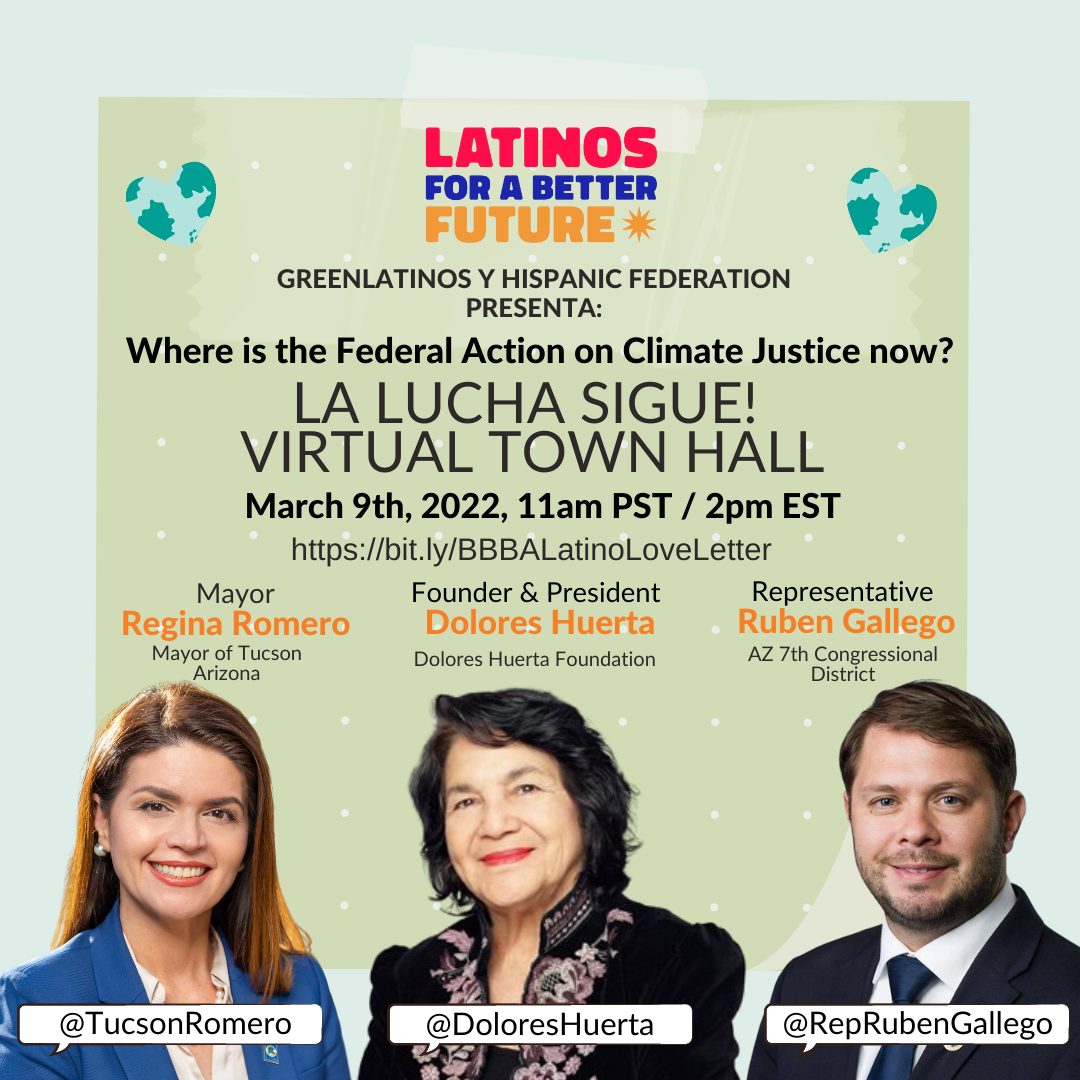 LATINOS
FOR A BETTER
FUTURE
GREENLATINOS Y HISPANIC FEDERATION
PRESENTA:
Where is the Federal Action on Climate Justice now?
LA LUCHA SIGUE!
VIRTUAL TOWN HALL
March 9th, 2022, 11am PST / 2pm EST
https://bit.ly/BBBALatinoLoveLetter
Mayor
Regina Romero
Mayor of Tucson
Arizona
Founder & President
Dolores Huerta
Dolores Huerta Foundation
Representative
Ruben Gallego
AZ 7th Congressional
District
@TucsonRomero
@DoloresHuerta
@RepRubenGallego